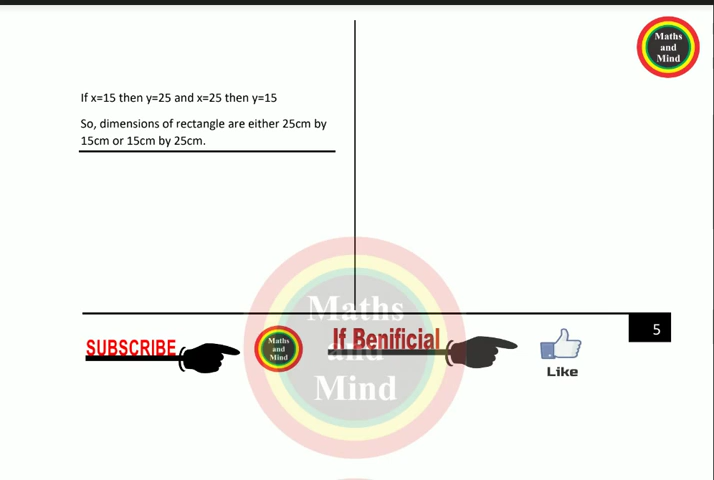 Maths
and
Mind
If x=15 then y=25 and x=25 then y=15
So, dimensions of rectangle are either 25cm by
15cm or 15cm by 25cm.
5
SUBSCRIBE
Maths
and
Mind
If Benificial
Like
Maths
and
Mind